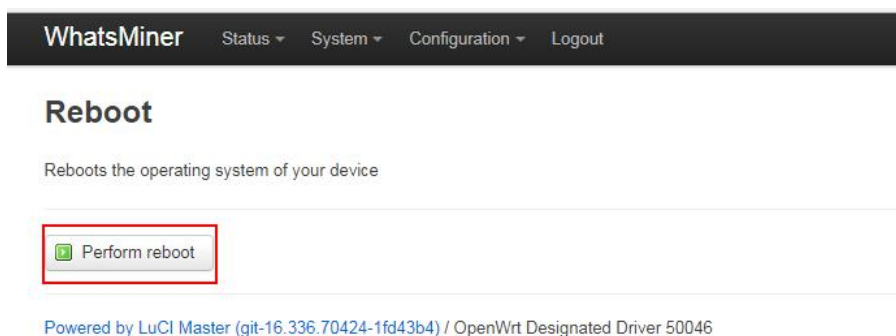 WhatsMiner Status System Configuration Logout
Reboot
Reboots the operating system of your device
Perform reboot
Powered by LuCI Master (git-16.336.70424-1fd43b4) / OpenWrt Designated Driver 50046